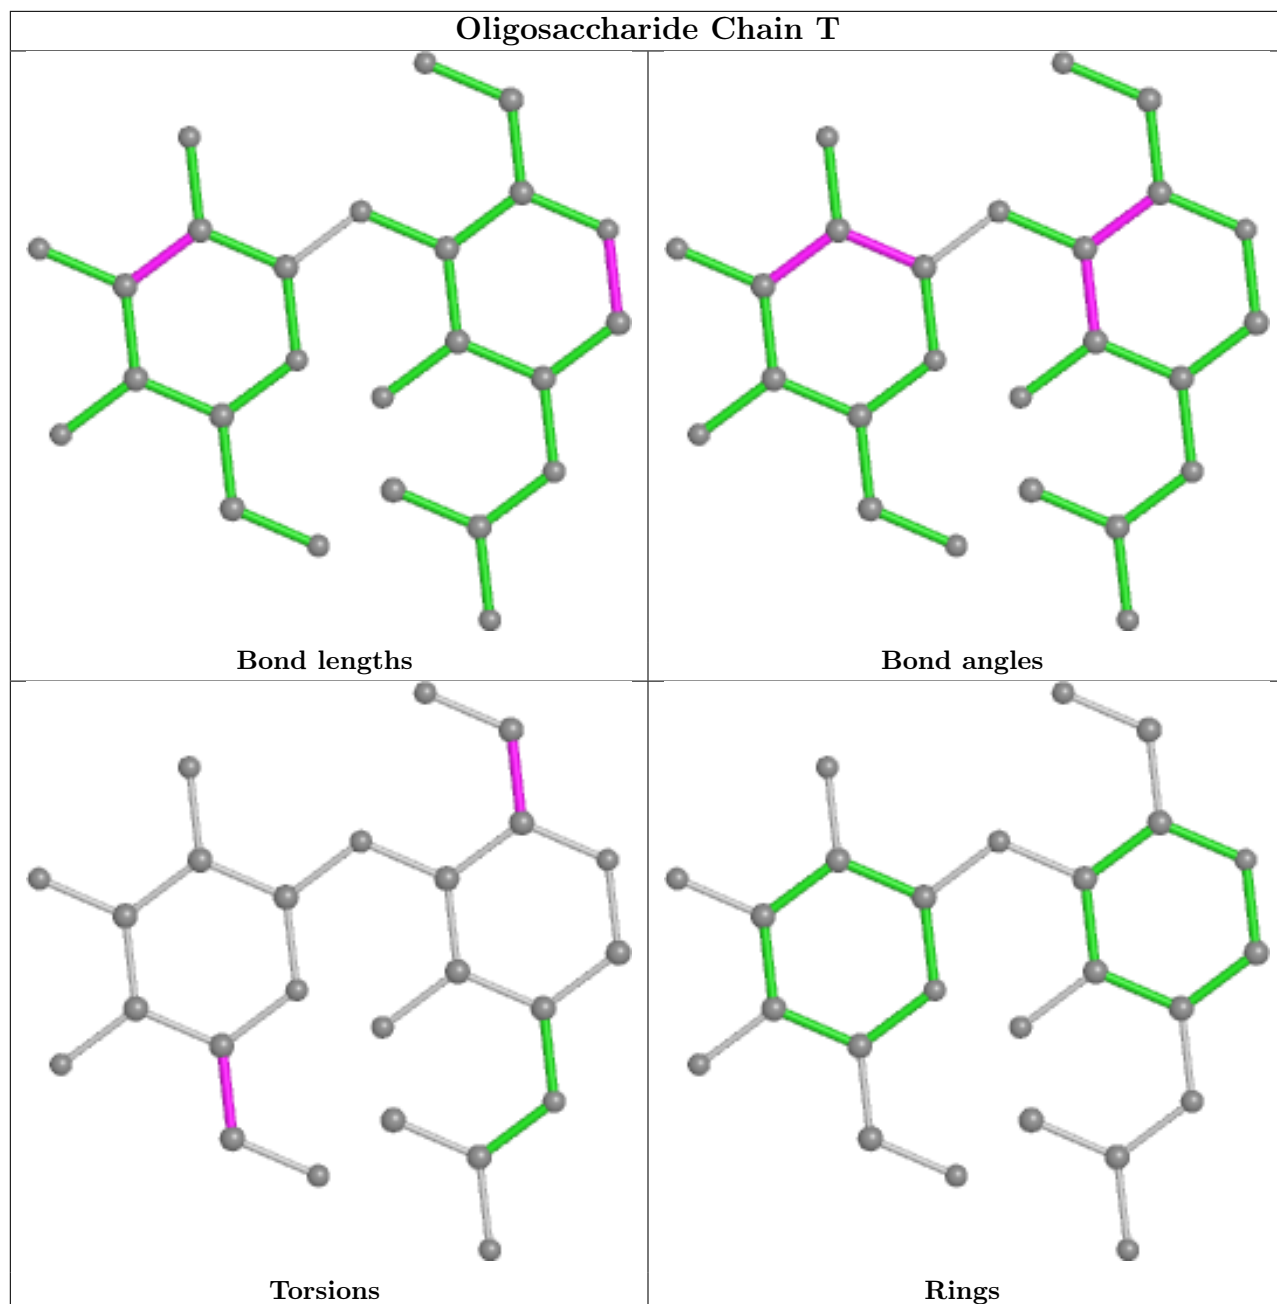 Oligosaccharide Chain T
Bond lengths
Bond angles
Torsions
Rings